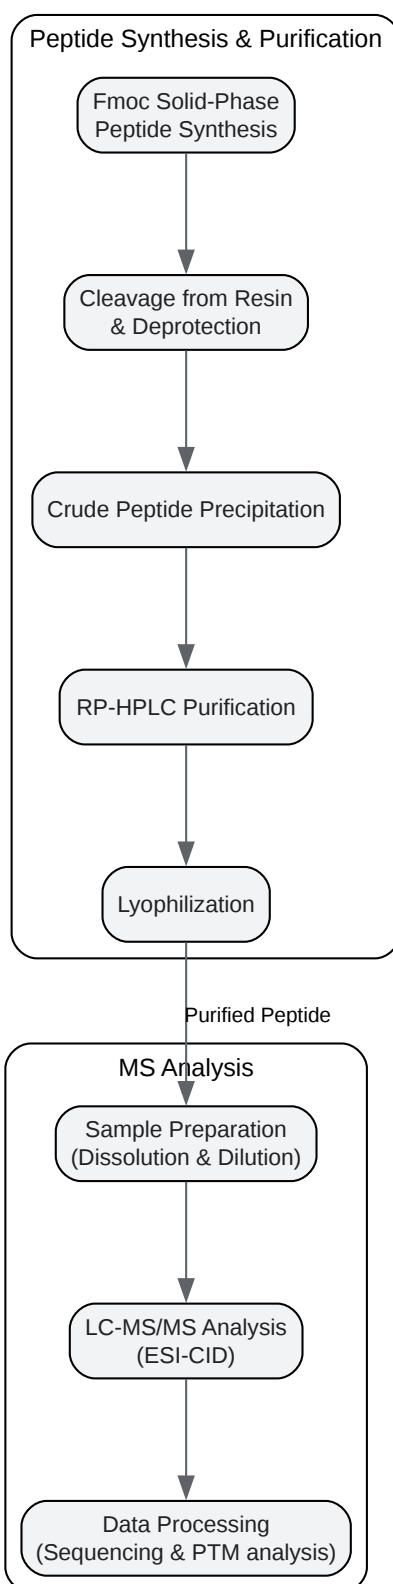 Peptide Synthesis & Purification
Fmoc Solid-Phase
Peptide Synthesis
Cleavage from Resin
& Deprotection
Crude Peptide Precipitation
RP-HPLC Purification
Lyophilization
Purified Peptide
MS Analysis
Sample Preparation
(Dissolution & Dilution)
LC-MS/MS Analysis
(ESI-CID)
Data Processing
(Sequencing & PTM analysis)